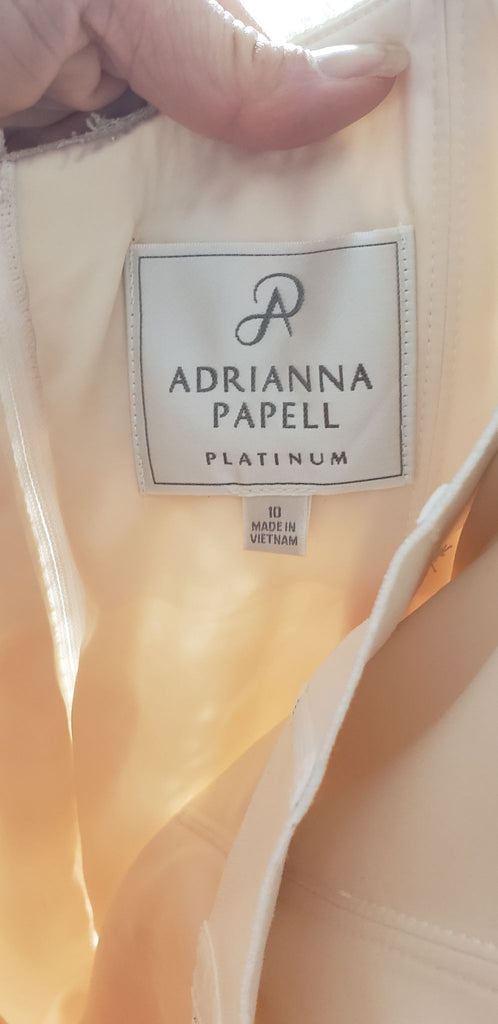 AP
ADRIANNA
PAPELL
PLATINUM
10
MADE IN
VIETNAM